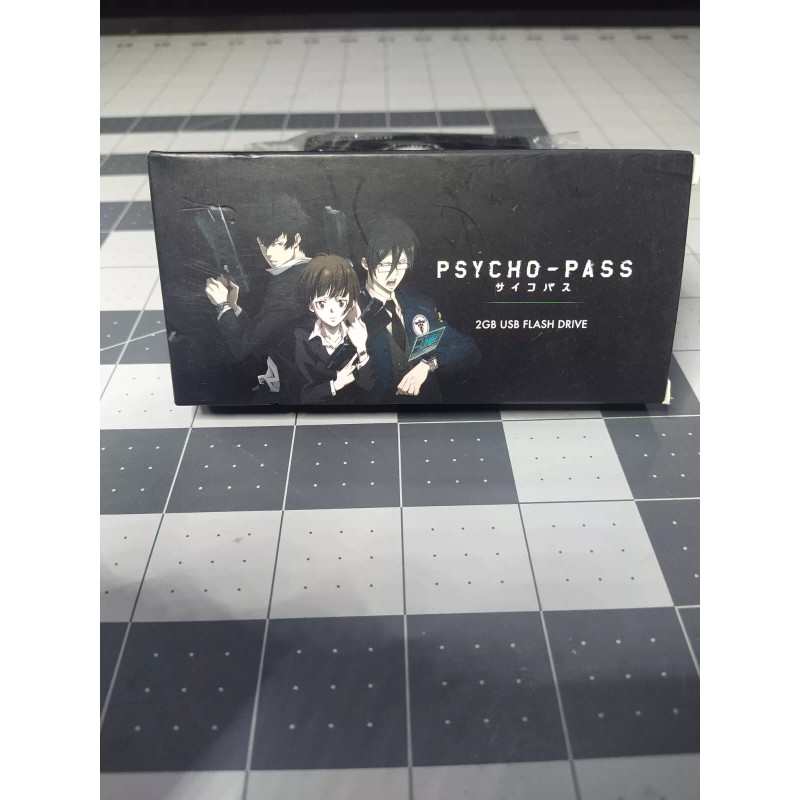 PSYCHO-PASS
サイコパス
2GB USB FLASH DRIVE